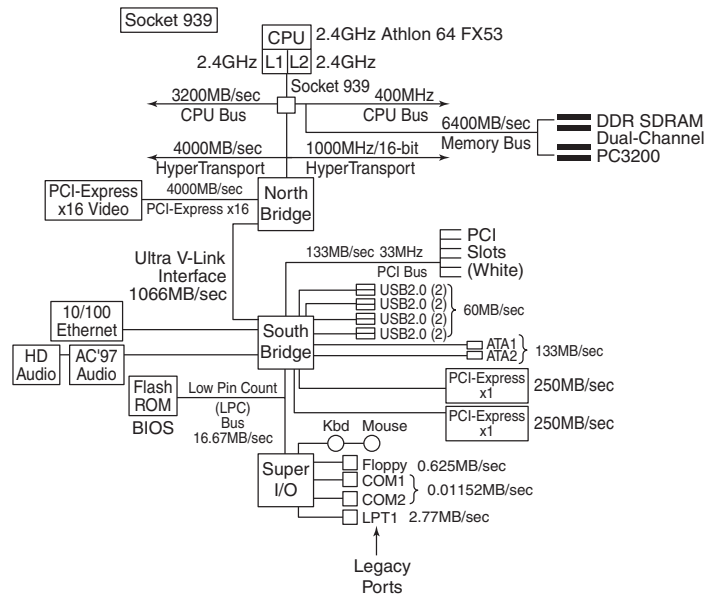 Socket 939
CPU
2.4GHz Athlon 64 FX53
2.4GHz
L1
L2
2.4GHz
Socket 939
3200MB/sec
CPU Bus
400MHz
CPU Bus
6400MB/sec
Memory Bus
DDR SDRAM
Dual-Channel
PC3200
4000MB/sec
HyperTransport
1000MHz/16-bit
HyperTransport
PCI-Express
x16 Video
4000MB/sec
PCI-Express x16
North
Bridge
Ultra V-Link
Interface
1066MB/sec
133MB/sec 33MHz
PCI Bus
PCI
Slots
(White)
USB2.0 (2)
USB2.0 (2)
USB2.0 (2)
USB2.0 (2)
60MB/sec
10/100
Ethernet
South
Bridge
ATA1
ATA2
133MB/sec
HD
Audio
AC'97
Audio
PCI-Express
x1
250MB/sec
PCI-Express
x1
250MB/sec
Flash
ROM
BIOS
Low Pin Count
(LPC)
Bus
16.67MB/sec
Kbd
Mouse
Super
I/O
Floppy
0.625MB/sec
COM1
COM2
0.01152MB/sec
LPT1
2.77MB/sec
Legacy
Ports